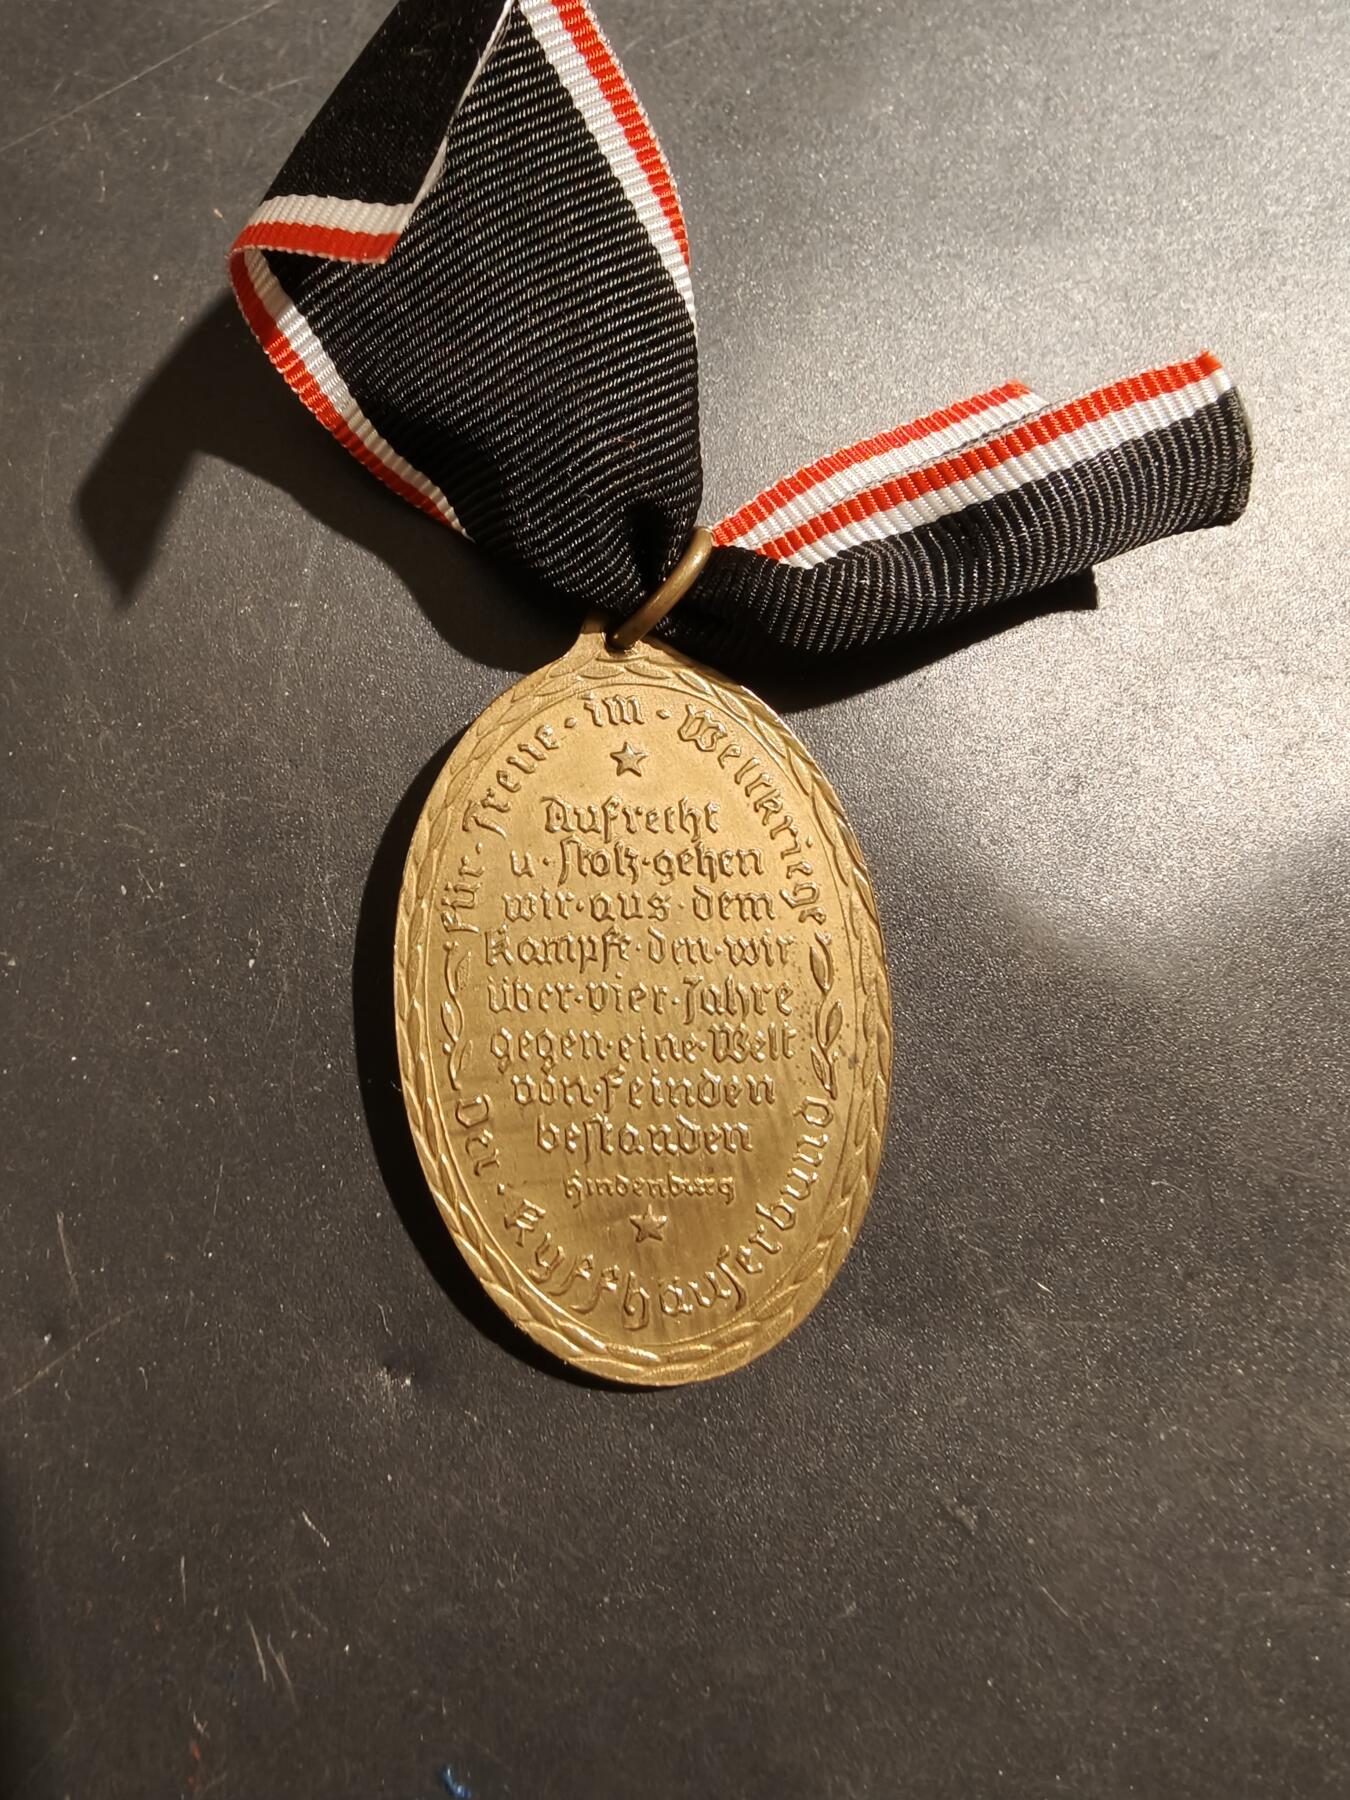 für · Treue · im · Weltkriege
Aufrecht
u · stolz · gehen
wir · aus · dem
Kampfe · den · wir
über · vier · Jahre
gegen · eine · Welt
von · Feinden
bestanden
Hindenburg
Der · Kyffhäuserbund